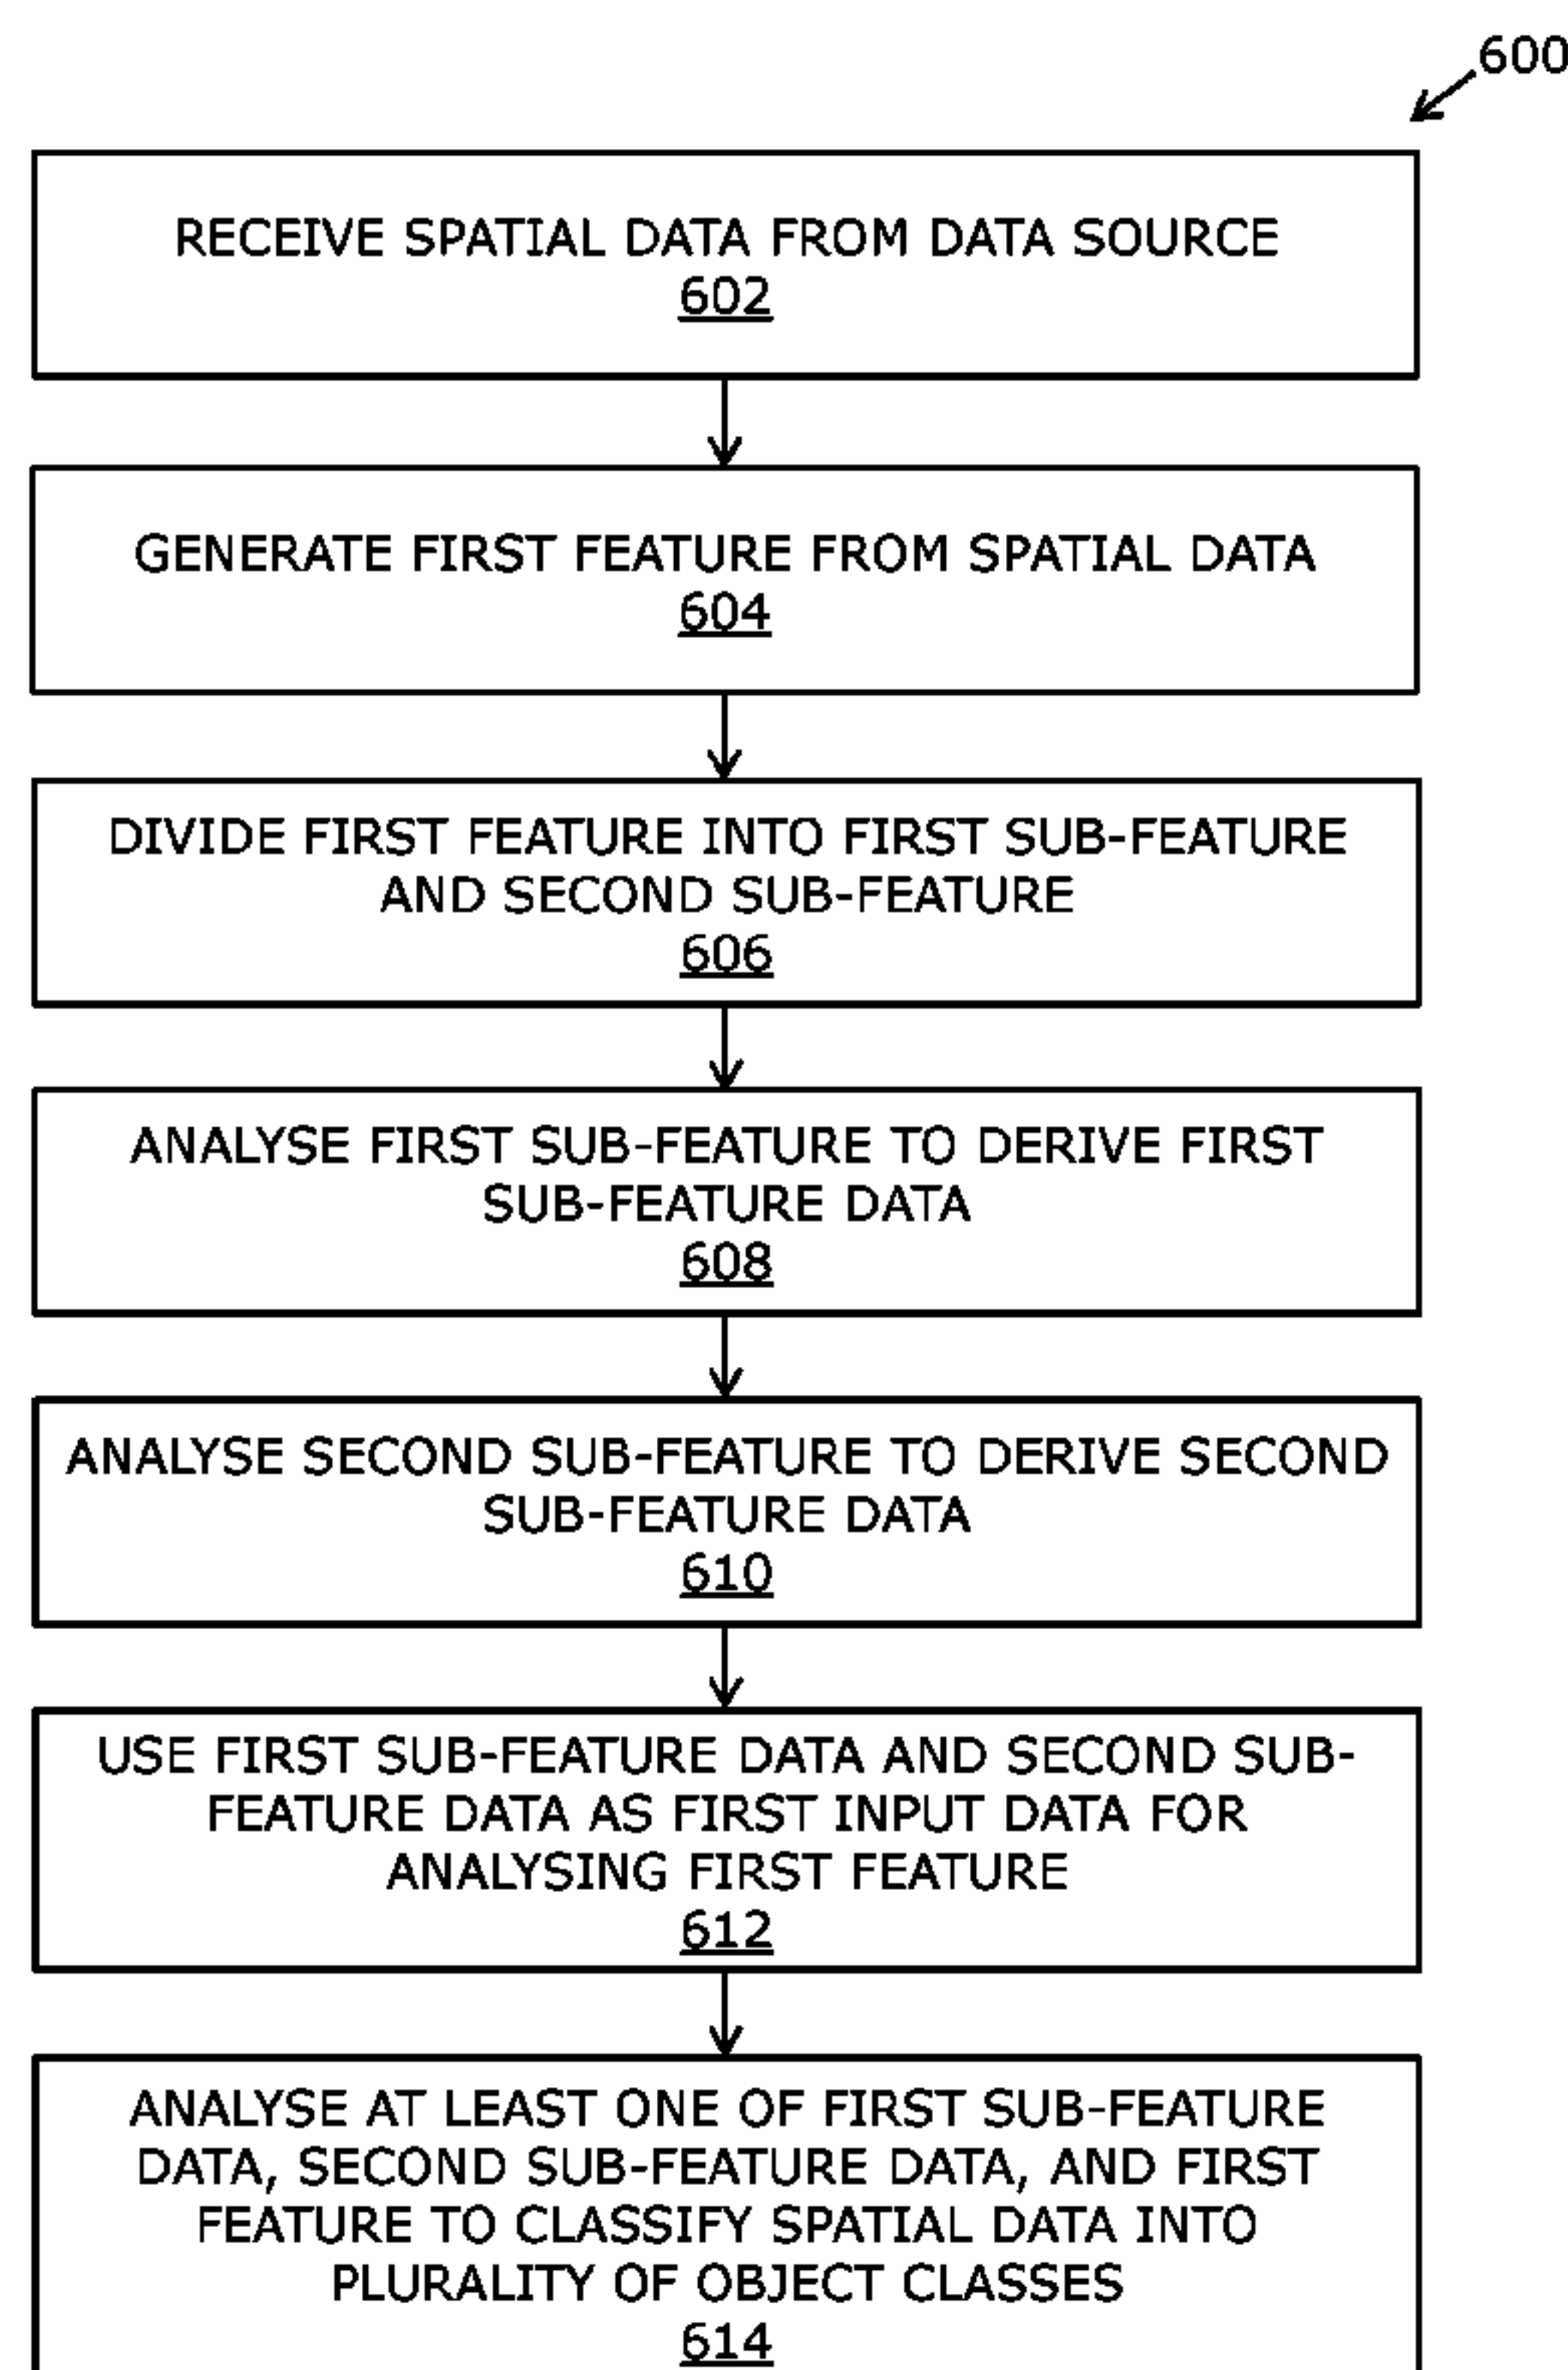 600
RECEIVE SPATIAL DATA FROM DATA SOURCE
602
GENERATE FIRST FEATURE FROM SPATIAL DATA
604
DIVIDE FIRST FEATURE INTO FIRST SUB-FEATURE
AND SECOND SUB-FEATURE
606
ANALYSE FIRST SUB-FEATURE TO DERIVE FIRST
SUB-FEATURE DATA
608
ANALYSE SECOND SUB-FEATURE TO DERIVE SECOND
SUB-FEATURE DATA
610
USE FIRST SUB-FEATURE DATA AND SECOND SUB-
FEATURE DATA AS FIRST INPUT DATA FOR
ANALYSING FIRST FEATURE
612
ANALYSE AT LEAST ONE OF FIRST SUB-FEATURE
DATA, SECOND SUB-FEATURE DATA, AND FIRST
FEATURE TO CLASSIFY SPATIAL DATA INTO
PLURALITY OF OBJECT CLASSES
614